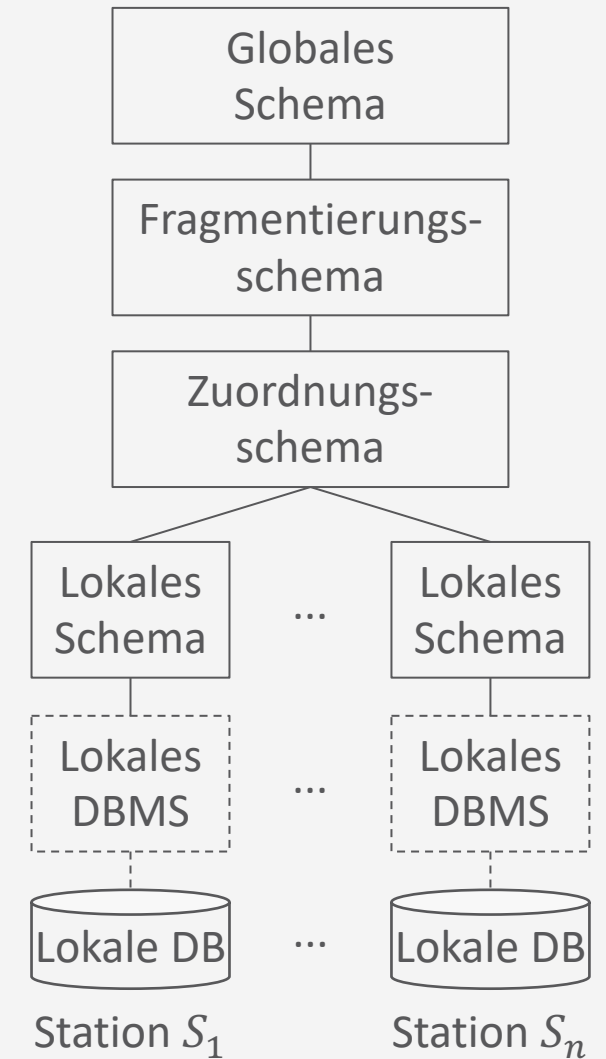 Globales
Schema
Fragmentierungs-
schema
Zuordnungs-
schema
Lokales ... Lokales
Schema Schema
Lokales ... Lokales
DBMS DBMS
Lokale DB ... Lokale DB
Station S₁ Station Sₙ